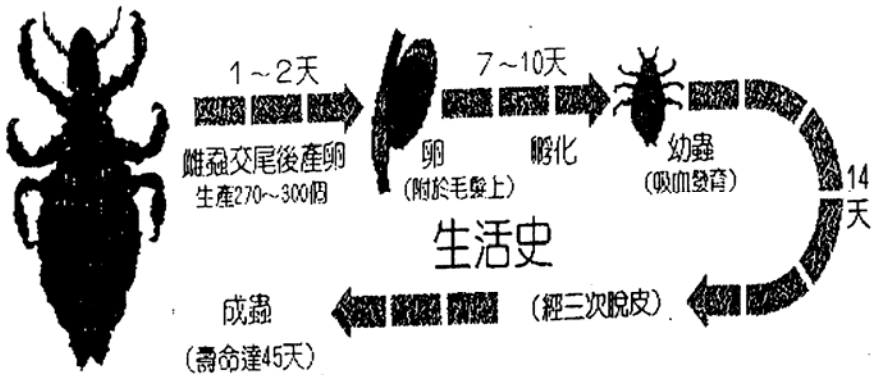 1～2天
雌蝨交尾後產卵
生產270～300個
卵
(附於毛髮上)
7～10天
孵化
幼蟲
(吸血發育)
14
天
生活史
(經三次脫皮)
成蟲
(壽命達45天)